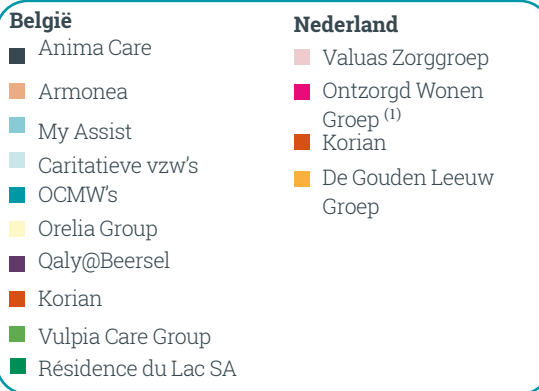 België
Anima Care
Armonea
My Assist
Caritatieve vzw's
OCMW's
Orelia Group
Qaly@Beersel
Korian
Vulpia Care Group
Résidence du Lac SA
Nederland
Valuas Zorggroep
Ontzorgd Wonen
Groep (1)
Korian
De Gouden Leeuw
Groep